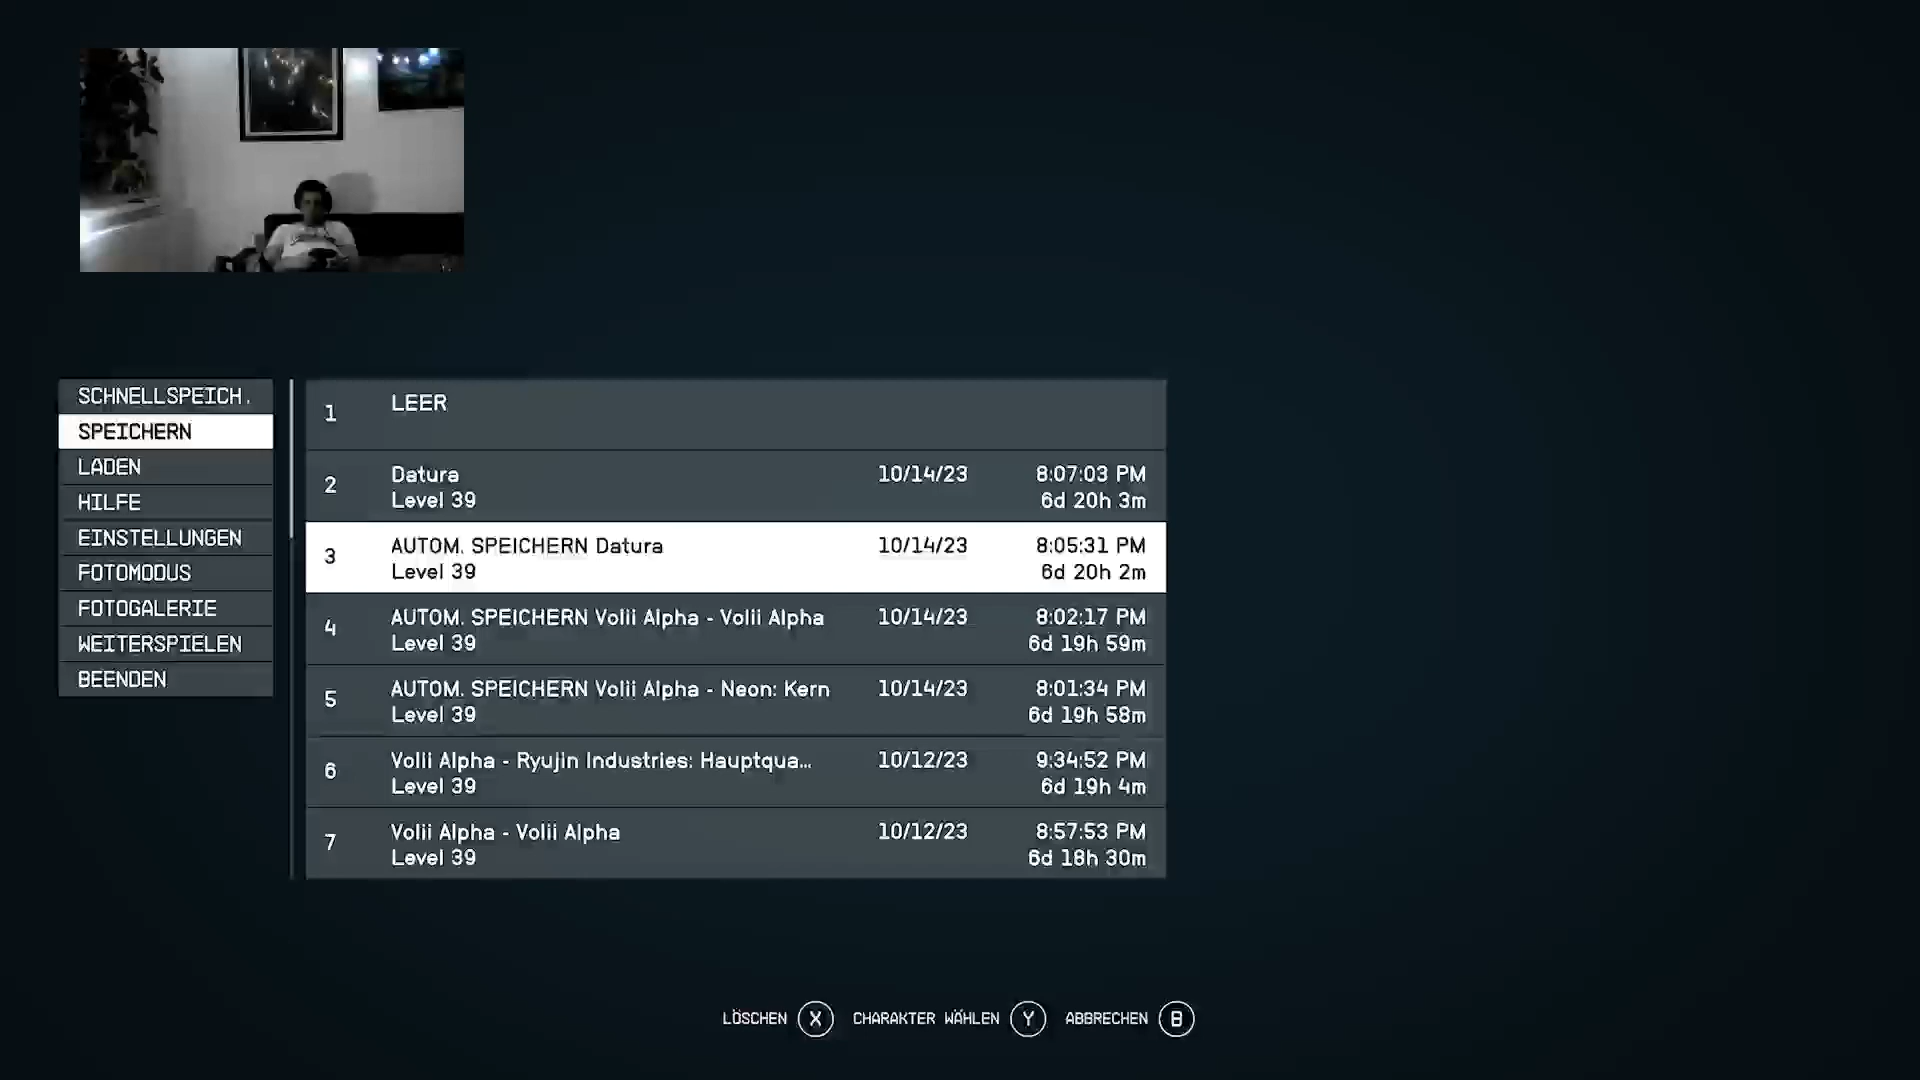 SCHNELLSPEICH.
SPEICHERN
LADEN
HILFE
EINSTELLUNGEN
FOTOMODUS
FOTOGALERIE
WEITERSPIELEN
BEENDEN
1 LEER
2 Datura 10/14/23 8:07:03 PM
Level 39 6d 20h 3m
3 AUTOM. SPEICHERN Datura 10/14/23 8:05:31 PM
Level 39 6d 20h 2m
4 AUTOM. SPEICHERN Volii Alpha - Volii Alpha 10/14/23 8:02:17 PM
Level 39 6d 19h 59m
5 AUTOM. SPEICHERN Volii Alpha - Neon: Kern 10/14/23 8:01:34 PM
Level 39 6d 19h 58m
6 Volii Alpha - Ryujin Industries: Hauptqua... 10/12/23 9:34:52 PM
Level 39 6d 19h 4m
7 Volii Alpha - Volii Alpha 10/12/23 8:57:53 PM
Level 39 6d 18h 30m
LÖSCHEN X CHARAKTER WÄHLEN Y ABBRECHEN B